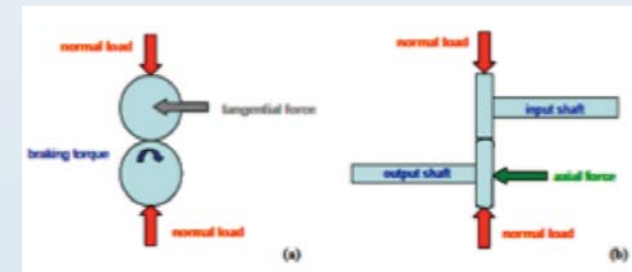 normal load
tangential force
braking torque
normal load
(a)
normal load
input shaft
output shaft
axial force
normal load
(b)